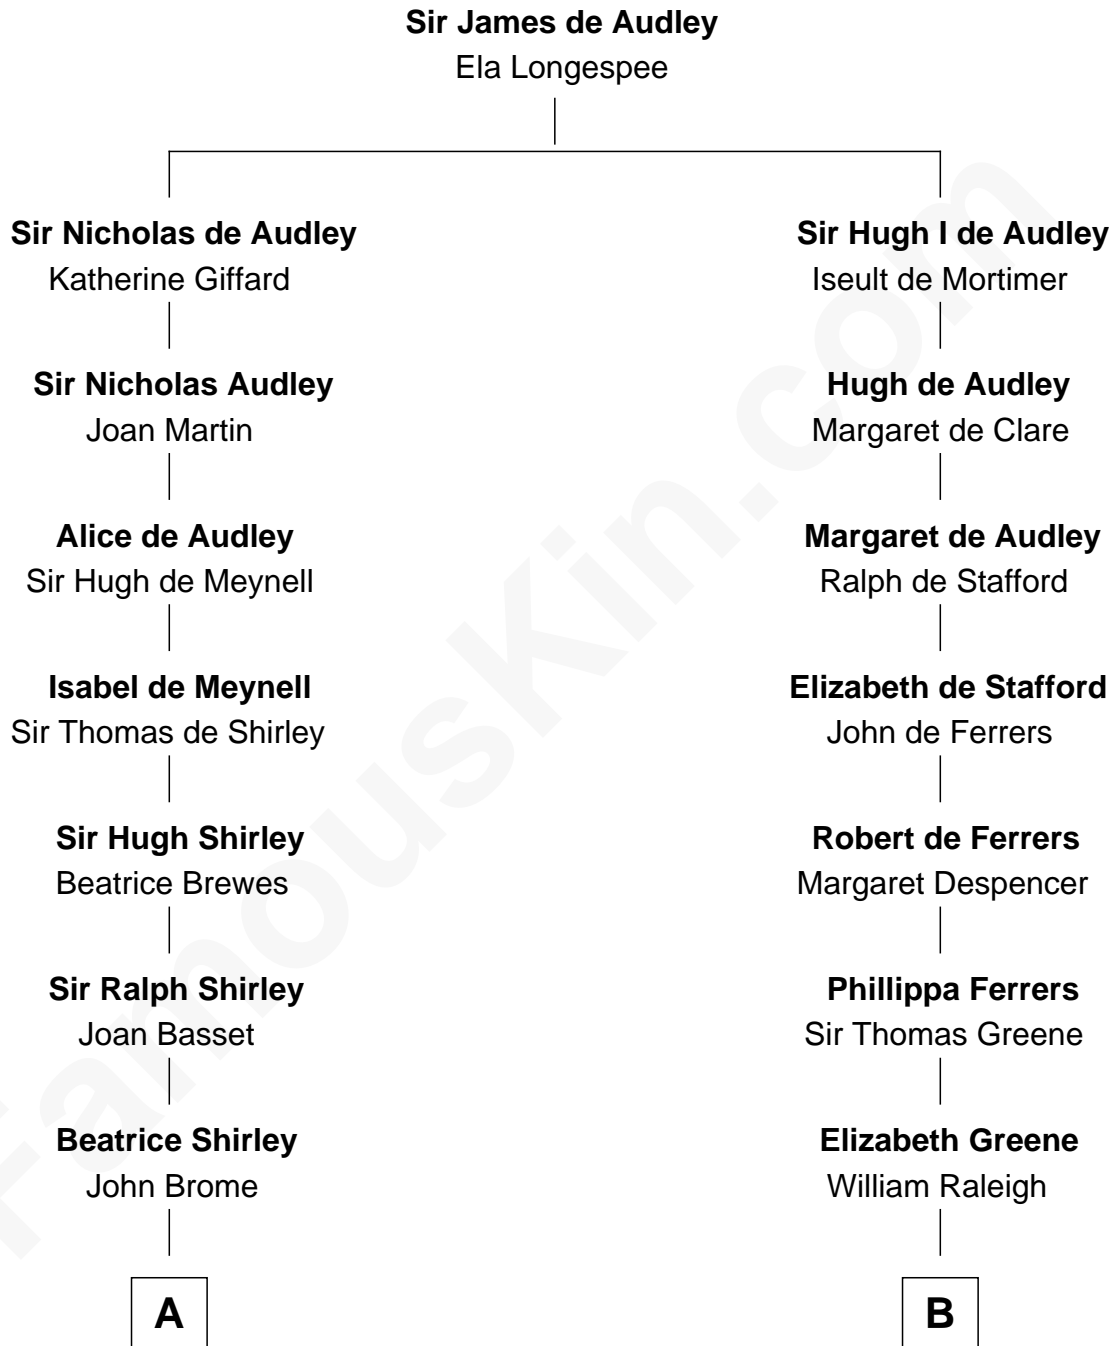 Sir James de Audley
Ela Longespee
Sir Nicholas de Audley
Katherine Giffard
Sir Nicholas Audley
Joan Martin
Alice de Audley
Sir Hugh de Meynell
Isabel de Meynell
Sir Thomas de Shirley
Sir Hugh Shirley
Beatrice Brewes
Sir Ralph Shirley
Joan Basset
Beatrice Shirley
John Brome
A
Sir Hugh I de Audley
Iseult de Mortimer
Hugh de Audley
Margaret de Clare
Margaret de Audley
Ralph de Stafford
Elizabeth de Stafford
John de Ferrers
Robert de Ferrers
Margaret Despencer
Phillippa Ferrers
Sir Thomas Greene
Elizabeth Greene
William Raleigh
B
FamousKin.com